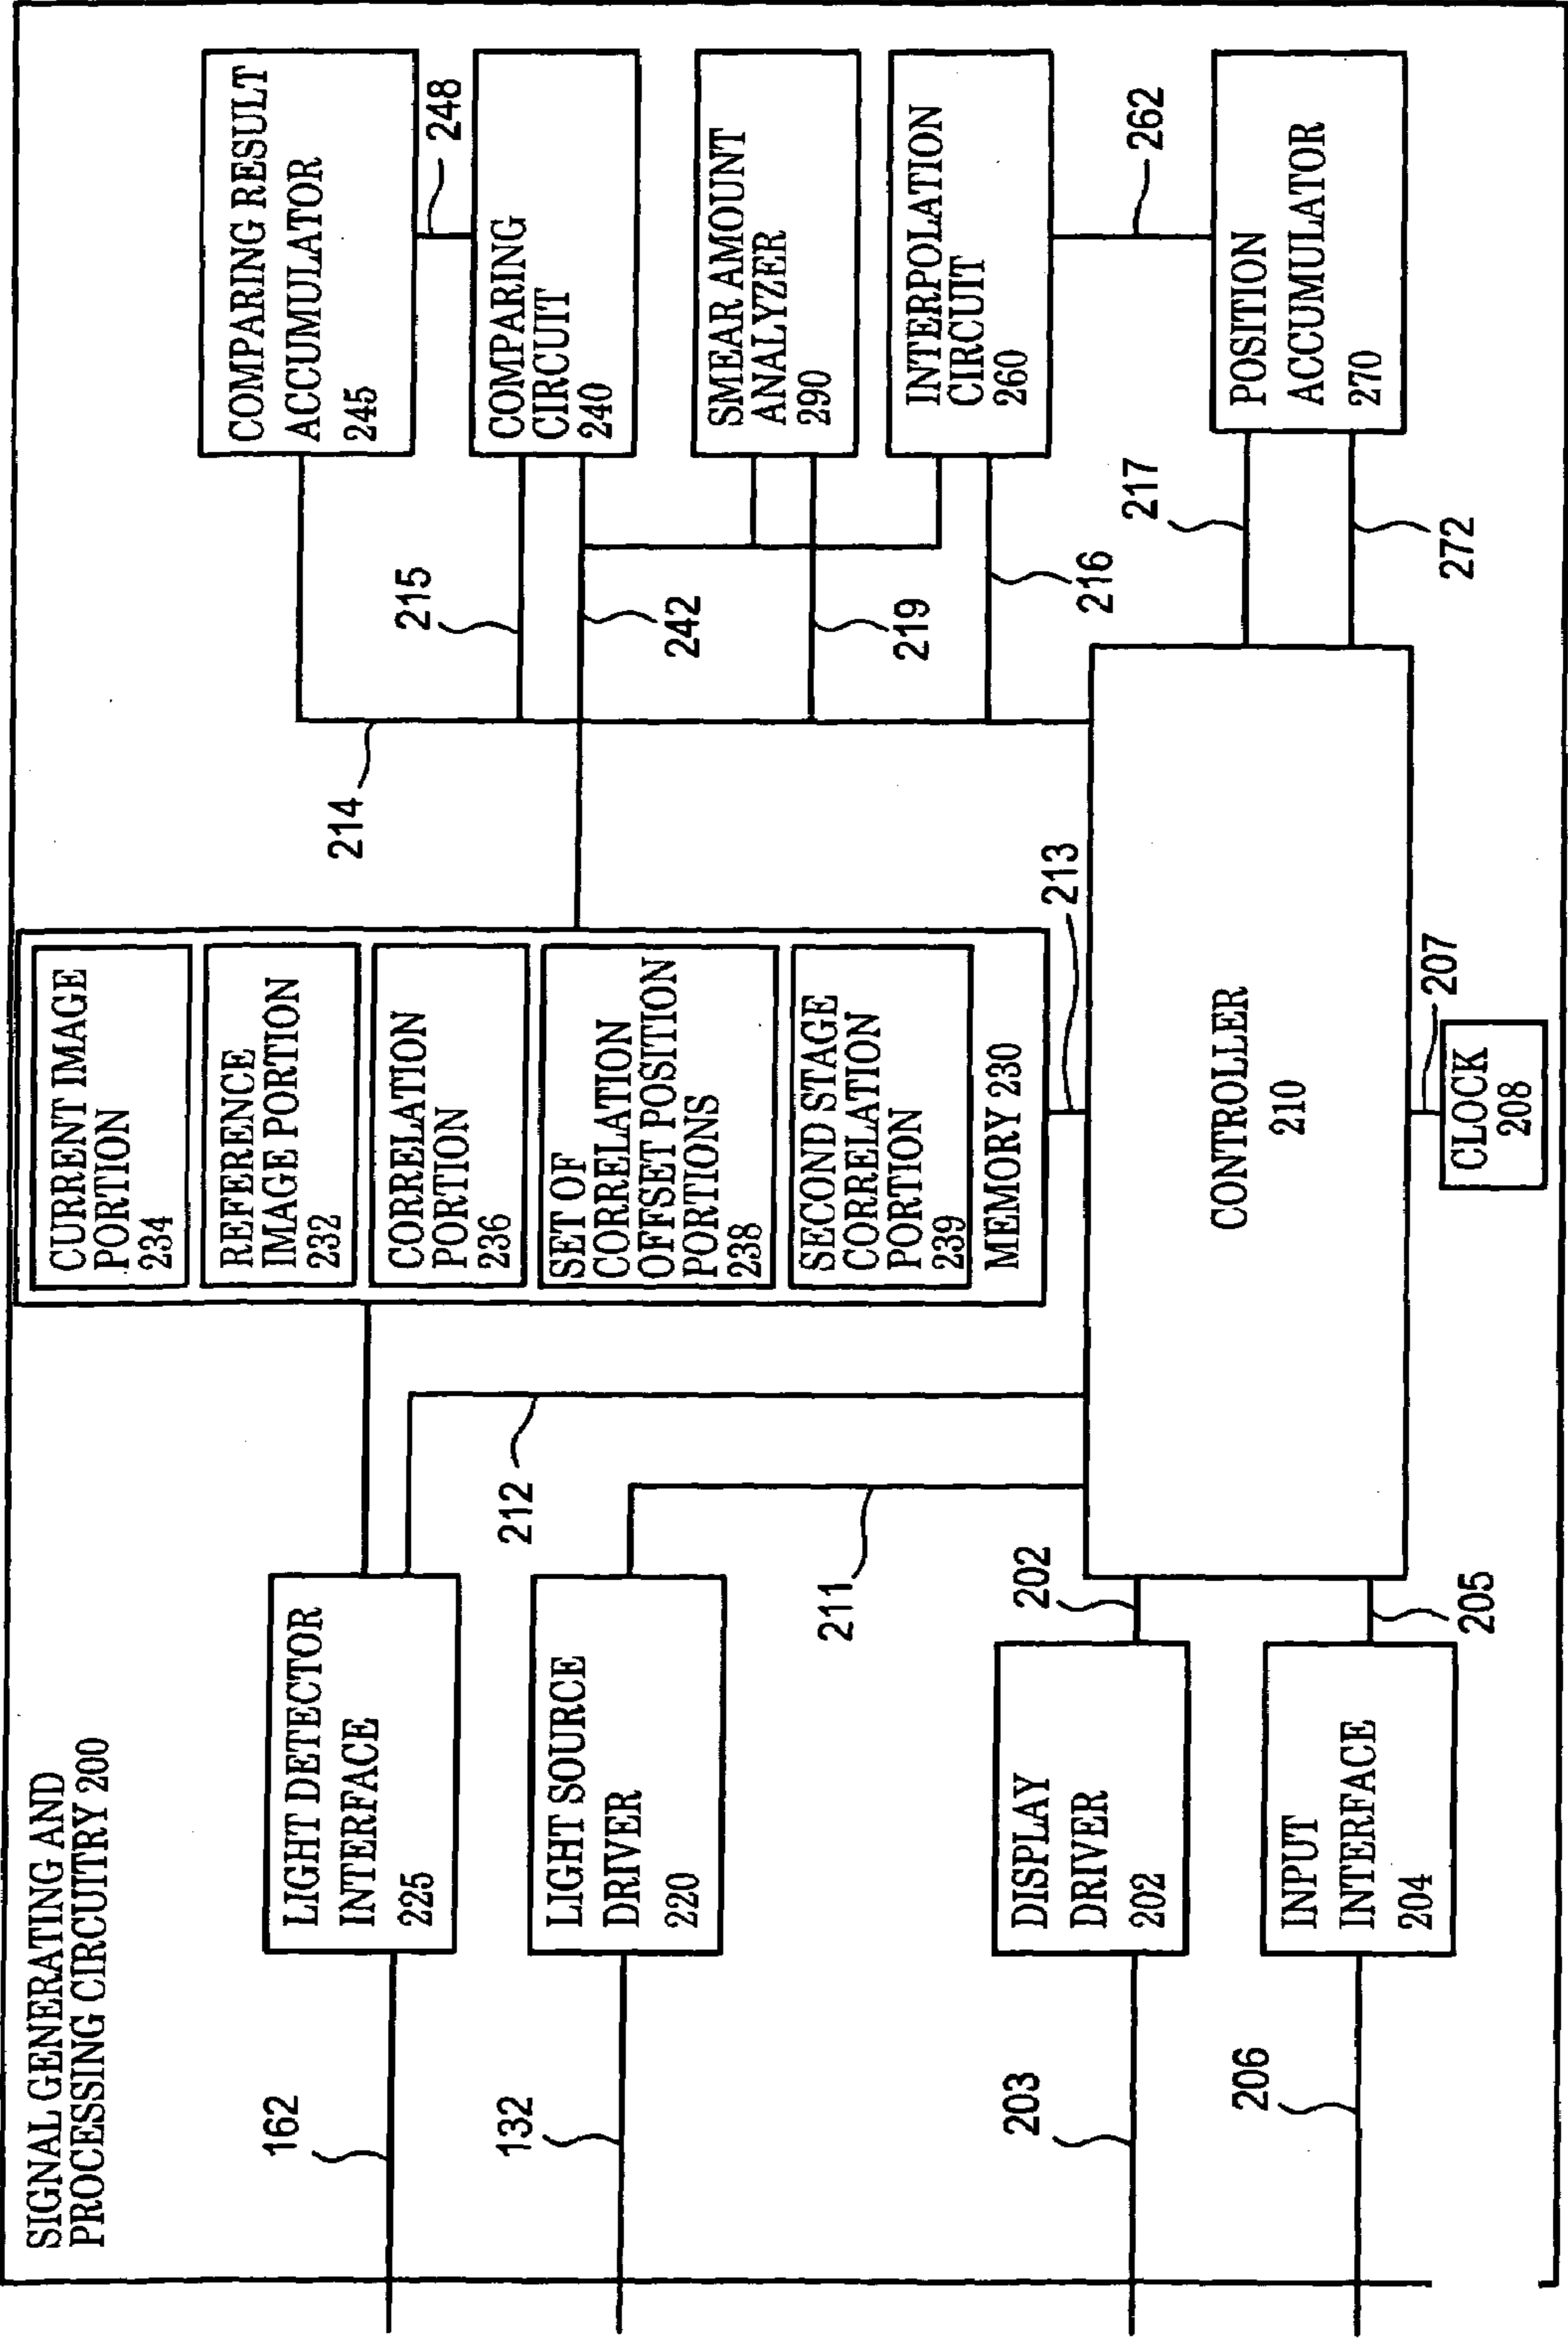 SIGNAL GENERATING AND
PROCESSING CIRCUITRY 200
162
LIGHT DETECTOR
INTERFACE
225
132
LIGHT SOURCE
DRIVER
220
212
211
203
DISPLAY
DRIVER
202
202
206
INPUT
INTERFACE
204
205
CURRENT IMAGE
PORTION
234
REFERENCE
IMAGE PORTION
232
CORRELATION
PORTION
236
SET OF
CORRELATION
OFFSET POSITION
PORTIONS
238
SECOND STAGE
CORRELATION
PORTION
239
MEMORY 230
213
CONTROLLER
210
207
CLOCK
208
214
215
242
219
216
217
272
COMPARING RESULT
ACCUMULATOR
245
248
COMPARING
CIRCUIT
240
SMEAR AMOUNT
ANALYZER
290
INTERPOLATION
CIRCUIT
260
262
POSITION
ACCUMULATOR
270